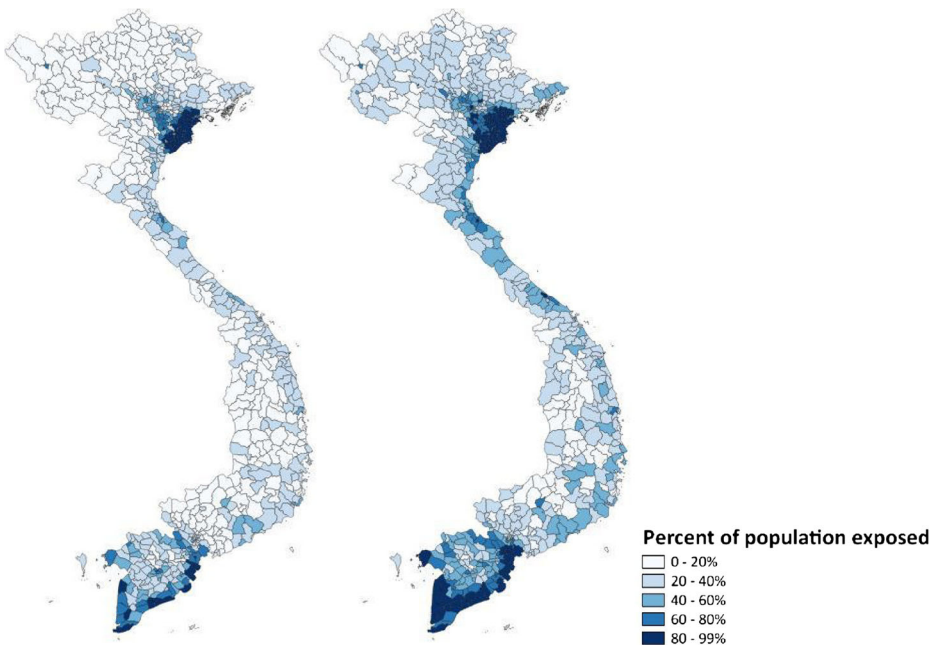 Percent of population exposed
0 - 20%
20 - 40%
40 - 60%
60 - 80%
80 - 99%